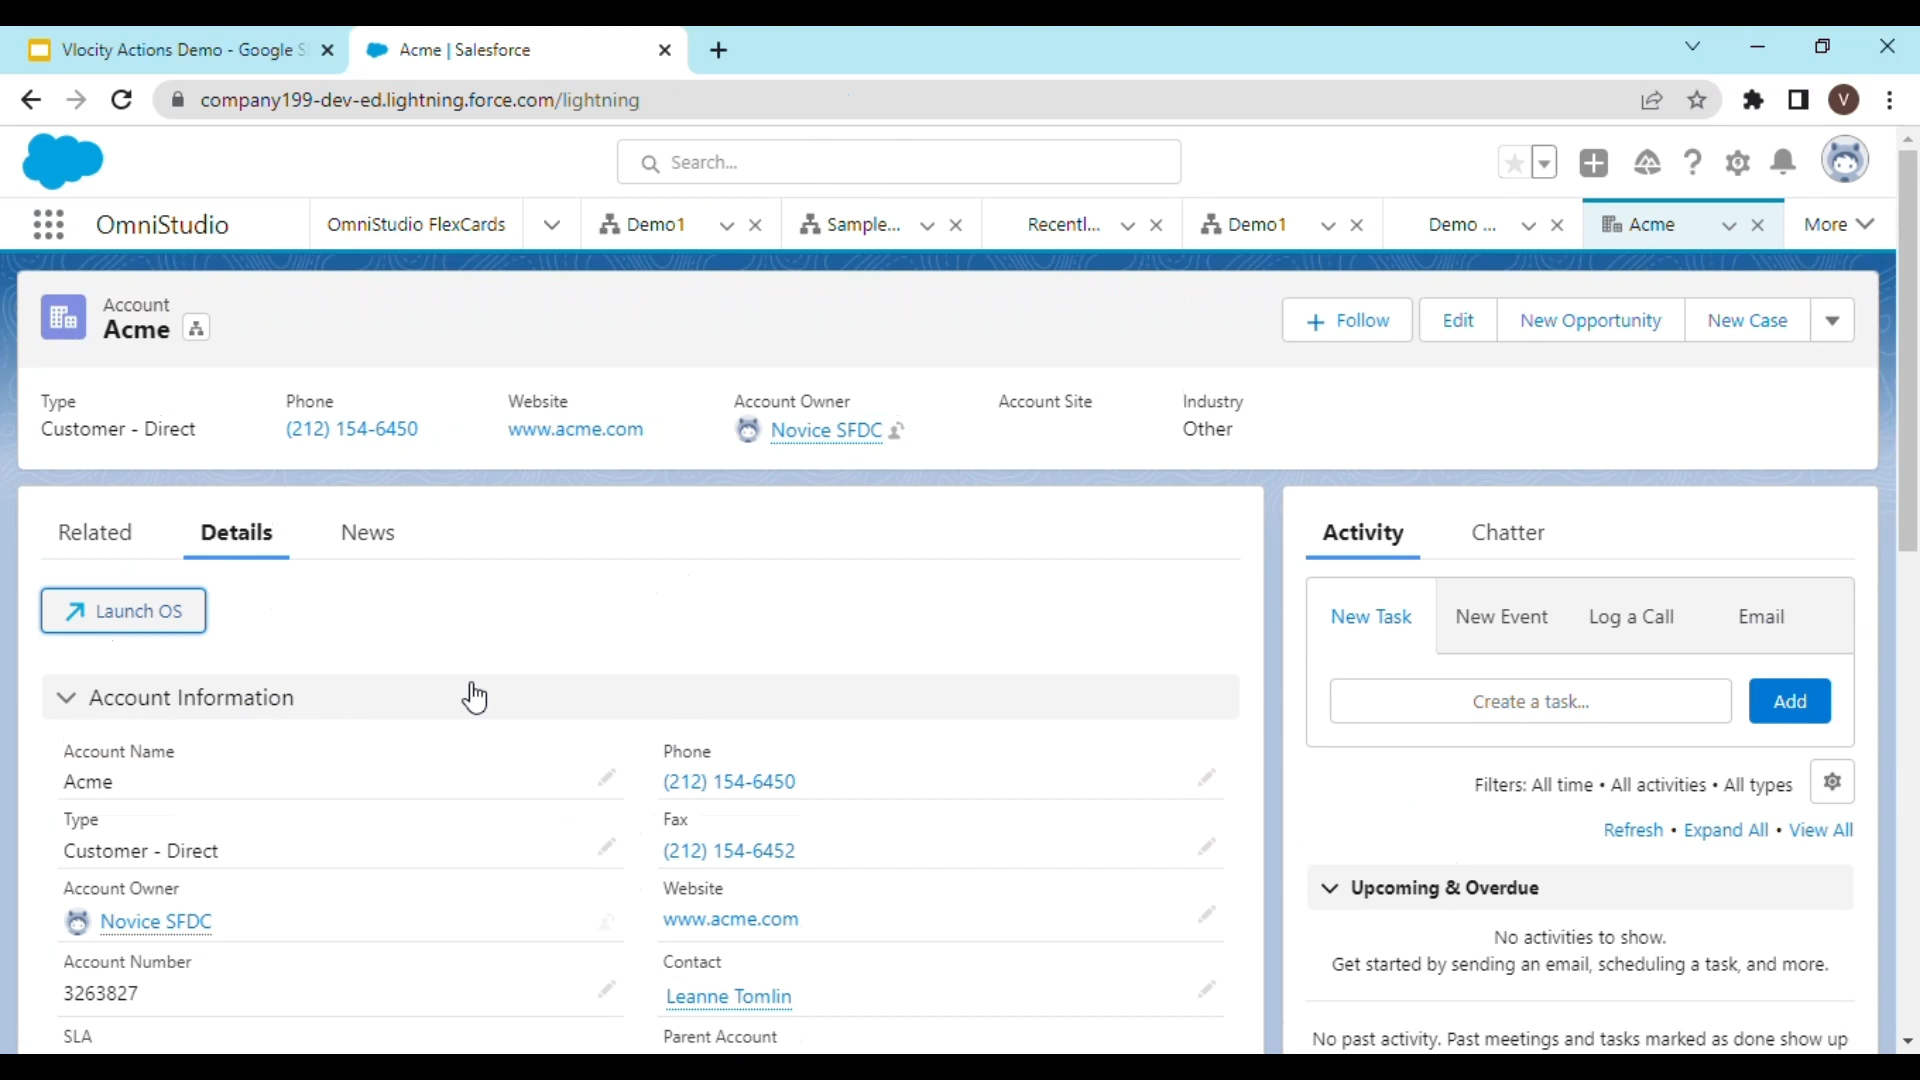 Vlocity Actions Demo - Google S
Acme | Salesforce
company199-dev-ed.lightning.force.com/lightning
V
Search...
OmniStudio
OmniStudio FlexCards
Demo1
Sample...
Recentl...
Demo1
Demo ...
Acme
More
Account
Acme
Follow
Edit
New Opportunity
New Case
Type
Phone
Website
Account Owner
Account Site
Industry
Customer - Direct
(212) 154-6450
www.acme.com
Novice SFDC
Other
Related
Details
News
Launch OS
Account Information
Account Name
Acme
Phone
(212) 154-6450
Type
Customer - Direct
Fax
(212) 154-6452
Account Owner
Novice SFDC
Website
www.acme.com
Account Number
3263827
Contact
Leanne Tomlin
SLA
Parent Account
Activity
Chatter
New Task
New Event
Log a Call
Email
Create a task...
Add
Filters: All time • All activities • All types
Refresh • Expand All • View All
Upcoming & Overdue
No activities to show.
Get started by sending an email, scheduling a task, and more.
No past activity. Past meetings and tasks marked as done show up